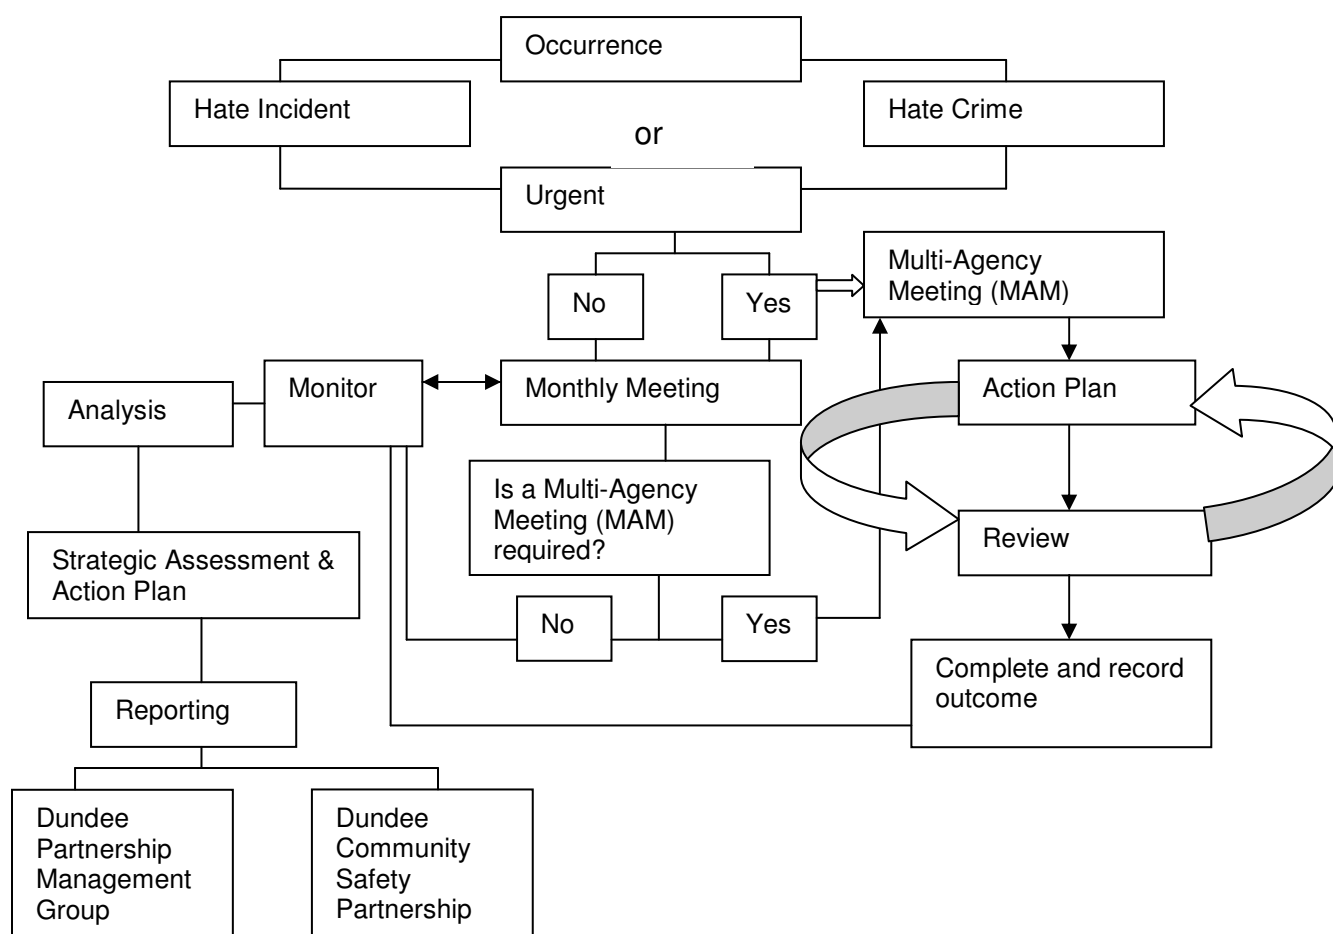 Occurrence
Hate Incident
Hate Crime
or
Urgent
No
Yes
Multi-Agency
Meeting (MAM)
Analysis
Monitor
Monthly Meeting
Action Plan
Is a Multi-Agency
Meeting (MAM)
required?
Review
Strategic Assessment &
Action Plan
No
Yes
Complete and record
outcome
Reporting
Dundee
Partnership
Management
Group
Dundee
Community
Safety
Partnership